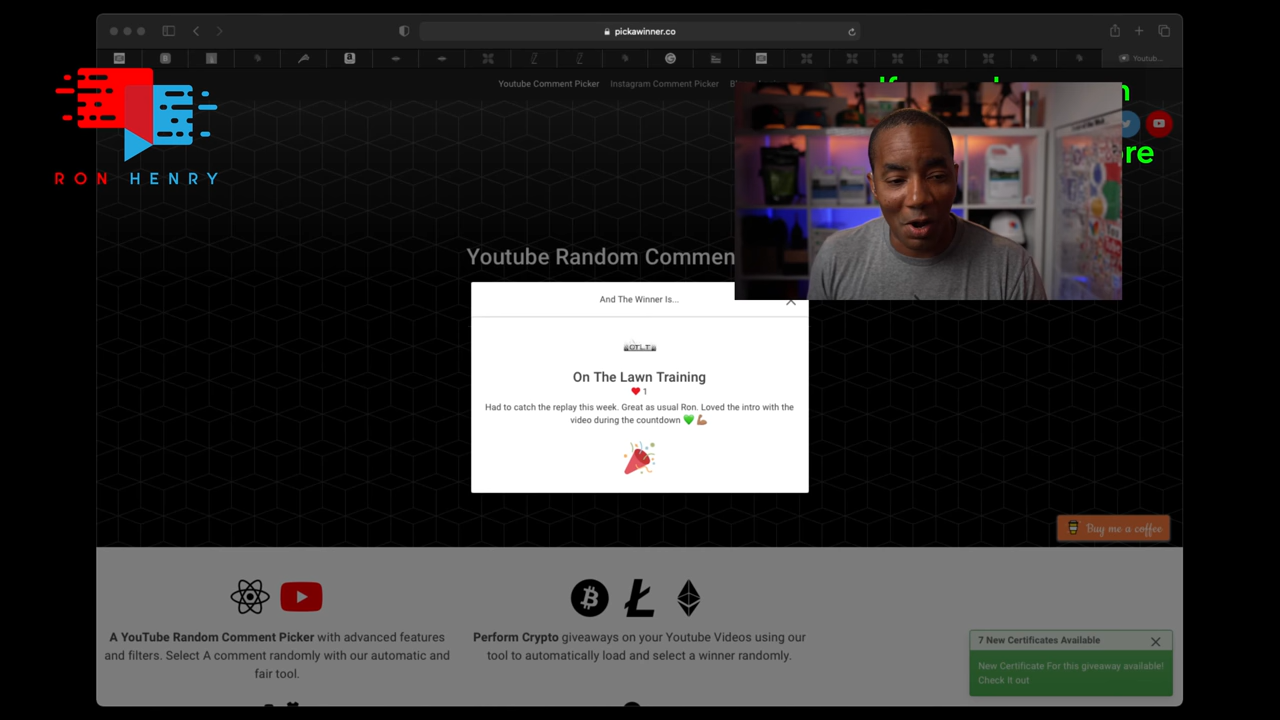 pickawinner.co
Youtub...
Youtube Comment Picker Instagram Comment Picker
re
RON HENRY
Youtube Random Commen
And The Winner Is...
OTLT
On The Lawn Training
1
Had to catch the replay this week. Great as usual Ron. Loved the intro with the
video during the countdown 💚 💪🏽
Buy me a coffee
A YouTube Random Comment Picker with advanced features
and filters. Select A comment randomly with our automatic and
fair tool.
Perform Crypto giveaways on your Youtube Videos using our
tool to automatically load and select a winner randomly.
7 New Certificates Available
New Certificate For this giveaway available!
Check It out